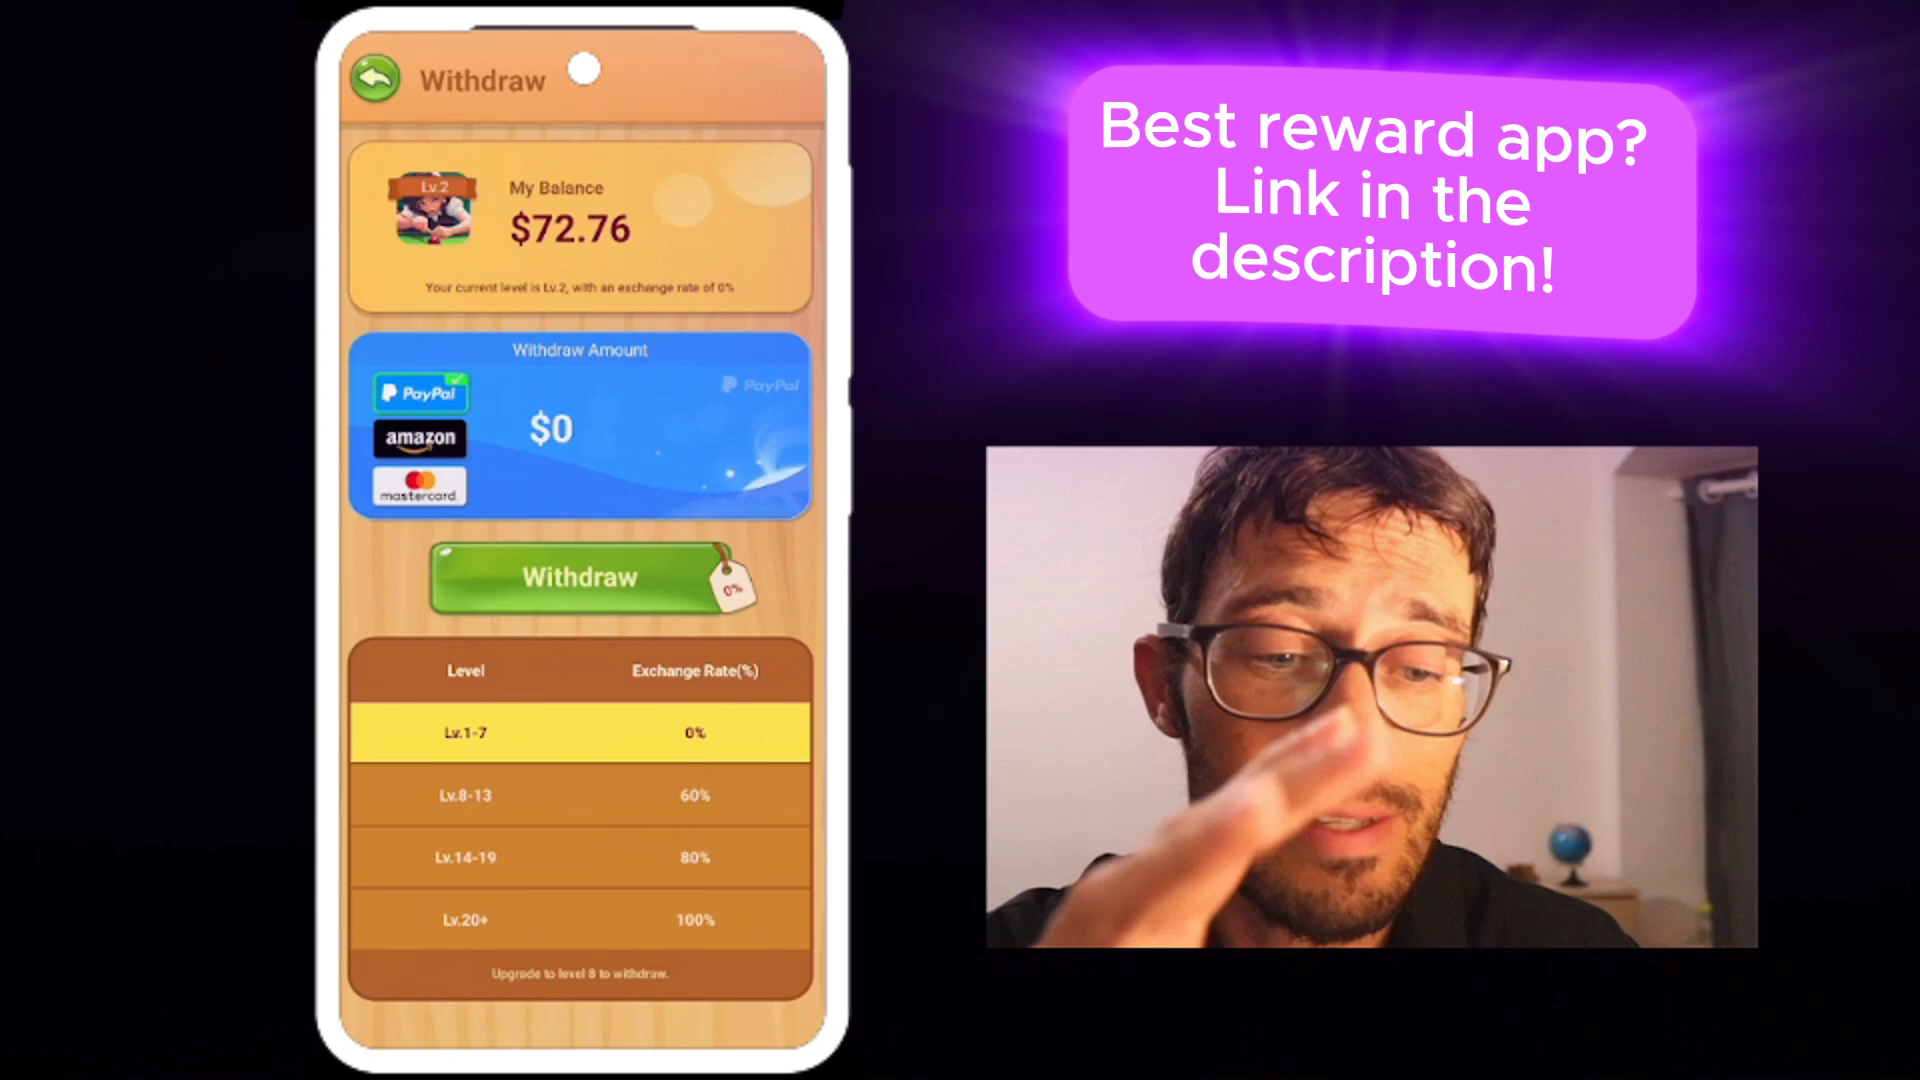 Withdraw
Lv.2
My Balance
$72.76
Your current level is Lv.2, with an exchange rate of 0%
Withdraw Amount
PayPal
PayPal
amazon
$0
mastercard.
Withdraw
0%
Level Exchange Rate(%)
Lv.1-7 0%
Lv.8-13 60%
Lv.14-19 80%
Lv.20+ 100%
Upgrade to level 8 to withdraw.
Best reward app?
Link in the
description!